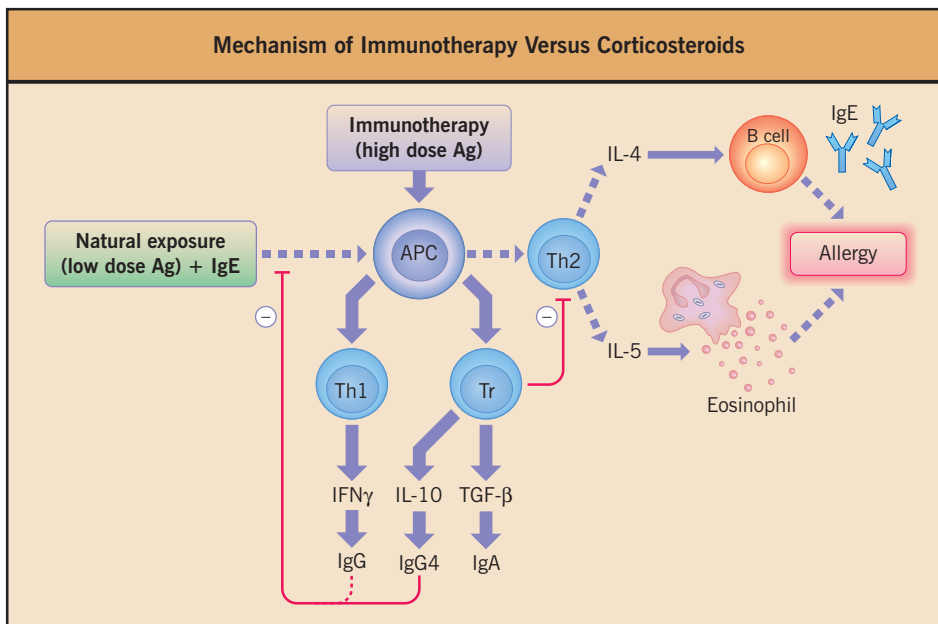 Mechanism of Immunotherapy Versus Corticosteroids
Immunotherapy
(high dose Ag)
Natural exposure
(low dose Ag) + IgE
APC
Th2
IL-4
B cell
IgE
Allergy
IL-5
Eosinophil
−
−
Th1
Tr
IFNγ
IL-10
TGF-β
IgG
IgG4
IgA